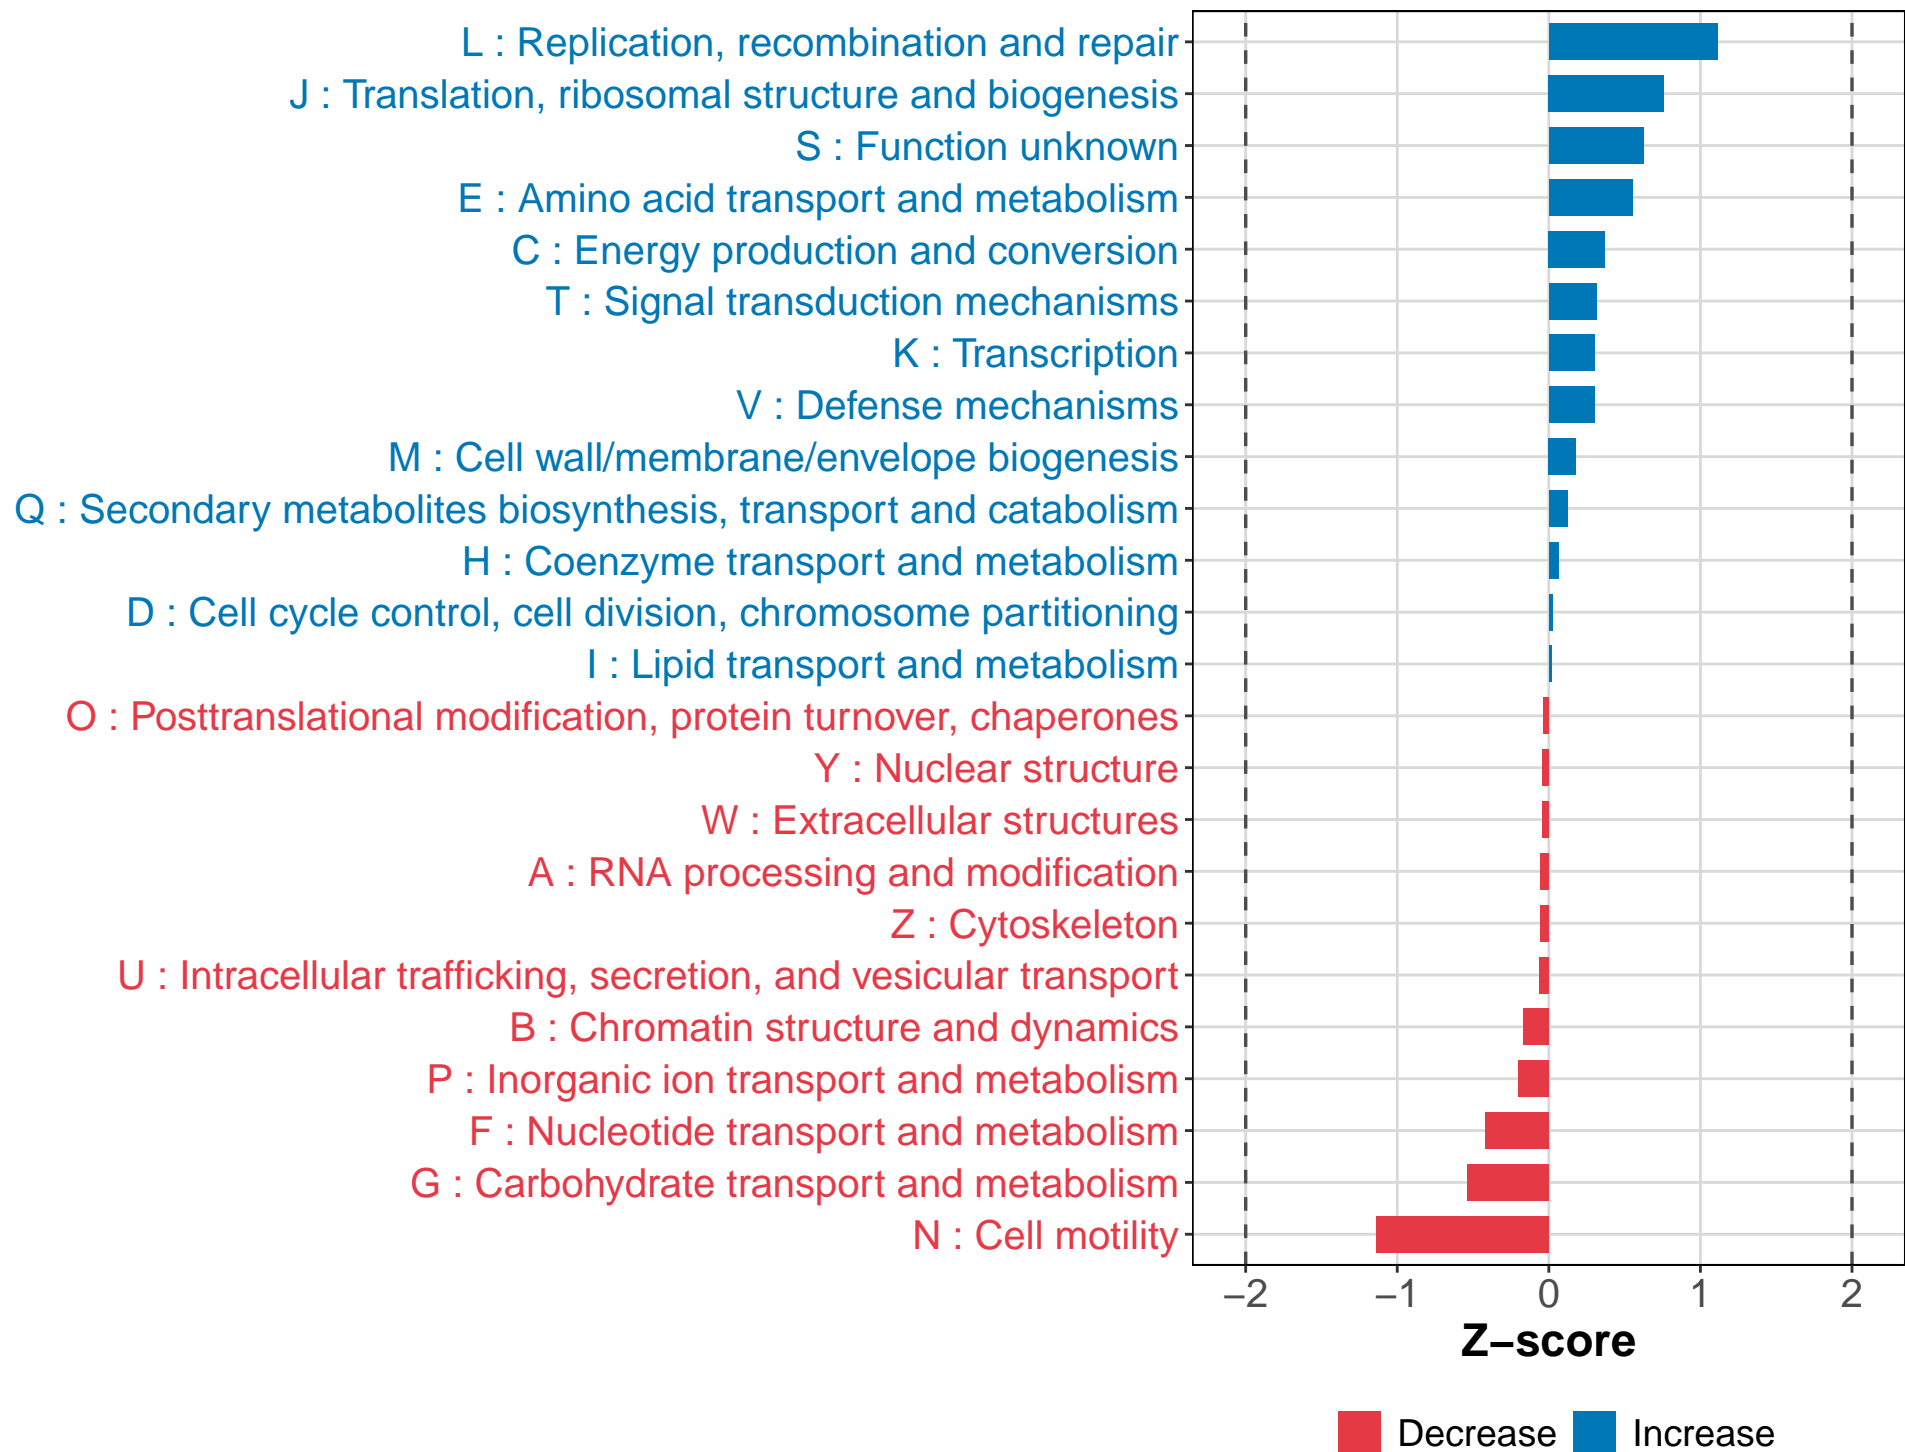 L : Replication, recombination and repair
J : Translation, ribosomal structure and biogenesis
S : Function unknown
E : Amino acid transport and metabolism
C : Energy production and conversion
T : Signal transduction mechanisms
K : Transcription
V : Defense mechanisms
M : Cell wall/membrane/envelope biogenesis
Q : Secondary metabolites biosynthesis, transport and catabolism
H : Coenzyme transport and metabolism
D : Cell cycle control, cell division, chromosome partitioning
I : Lipid transport and metabolism
O : Posttranslational modification, protein turnover, chaperones
Y : Nuclear structure
W : Extracellular structures
A : RNA processing and modification
Z : Cytoskeleton
U : Intracellular trafficking, secretion, and vesicular transport
B : Chromatin structure and dynamics
P : Inorganic ion transport and metabolism
F : Nucleotide transport and metabolism
G : Carbohydrate transport and metabolism
N : Cell motility
−2 −1 0 1 2
Z−score
Decrease Increase